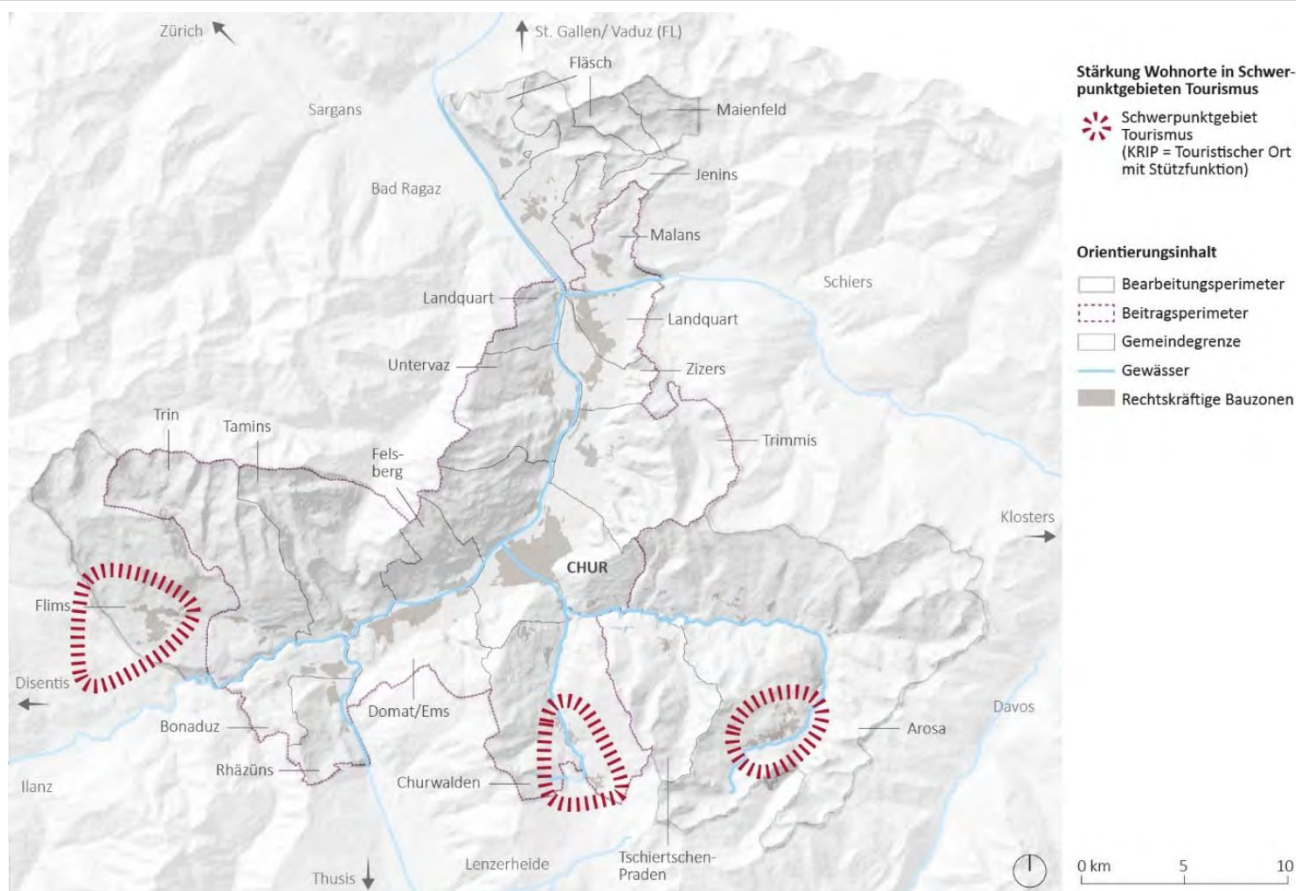 Zürich
St. Gallen/ Vaduz (FL)
Fläsch
Maienfeld
Sargans
Jenins
Bad Ragaz
Malans
Schiers
Landquart
Landquart
Untervaz
Zizers
Trin
Tamins
Trimmis
Fels-
berg
Klosters
CHUR
Flims
Disentis
Domat/Ems
Davos
Bonaduz
Arosa
Rhäzüns
Churwalden
Ilanz
Lenzerheide
Tschiertschen-
Praden
Thusis
Stärkung Wohnorte in Schwer-
punktgebieten Tourismus
Schwerpunktgebiet
Tourismus
(KRIP = Touristischer Ort
mit Stützfunktion)
Orientierungsinhalt
Bearbeitungsperimeter
Beitragsperimeter
Gemeindegrenze
Gewässer
Rechtskräftige Bauzonen
0 km 5 10